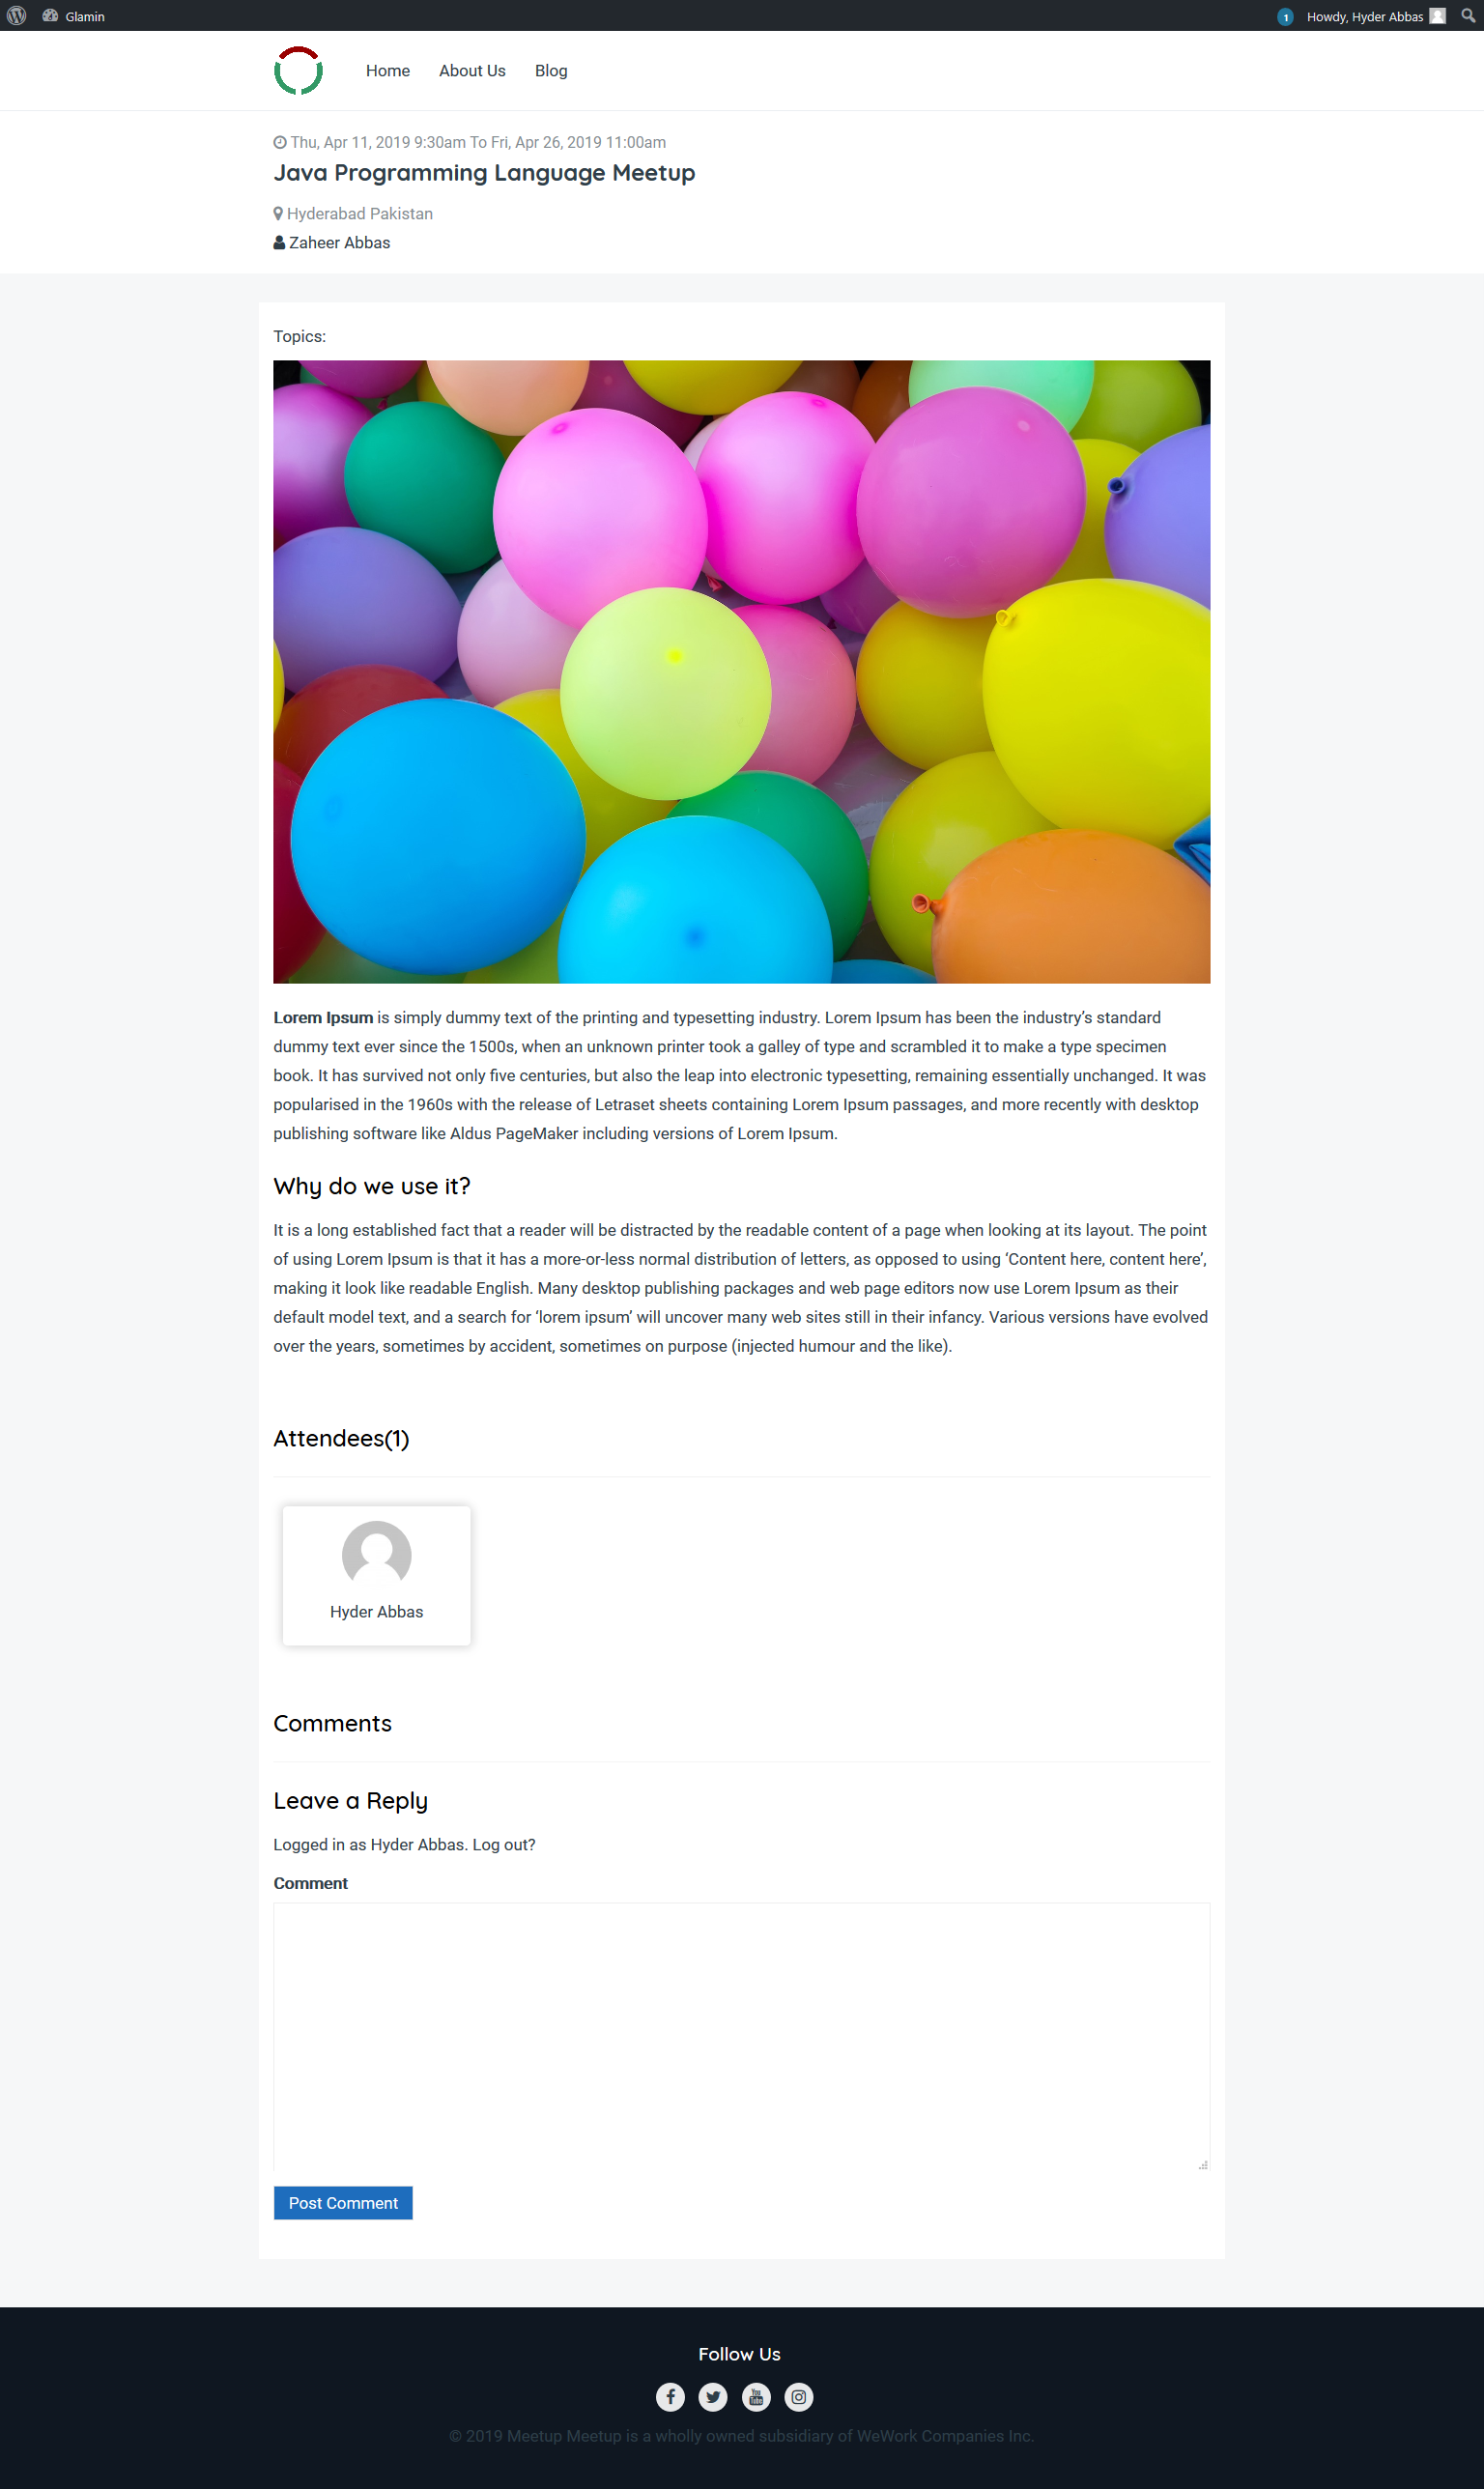 Glamin
1 Howdy, Hyder Abbas
Home About Us Blog
Thu, Apr 11, 2019 9:30am To Fri, Apr 26, 2019 11:00am
Java Programming Language Meetup
Hyderabad Pakistan
Zaheer Abbas
Topics:
Lorem Ipsum is simply dummy text of the printing and typesetting industry. Lorem Ipsum has been the industry’s standard
dummy text ever since the 1500s, when an unknown printer took a galley of type and scrambled it to make a type specimen
book. It has survived not only five centuries, but also the leap into electronic typesetting, remaining essentially unchanged. It was
popularised in the 1960s with the release of Letraset sheets containing Lorem Ipsum passages, and more recently with desktop
publishing software like Aldus PageMaker including versions of Lorem Ipsum.
Why do we use it?
It is a long established fact that a reader will be distracted by the readable content of a page when looking at its layout. The point
of using Lorem Ipsum is that it has a more-or-less normal distribution of letters, as opposed to using ‘Content here, content here’,
making it look like readable English. Many desktop publishing packages and web page editors now use Lorem Ipsum as their
default model text, and a search for ‘lorem ipsum’ will uncover many web sites still in their infancy. Various versions have evolved
over the years, sometimes by accident, sometimes on purpose (injected humour and the like).
Attendees(1)
Hyder Abbas
Comments
Leave a Reply
Logged in as Hyder Abbas. Log out?
Comment
Post Comment
Follow Us
© 2019 Meetup Meetup is a wholly owned subsidiary of WeWork Companies Inc.